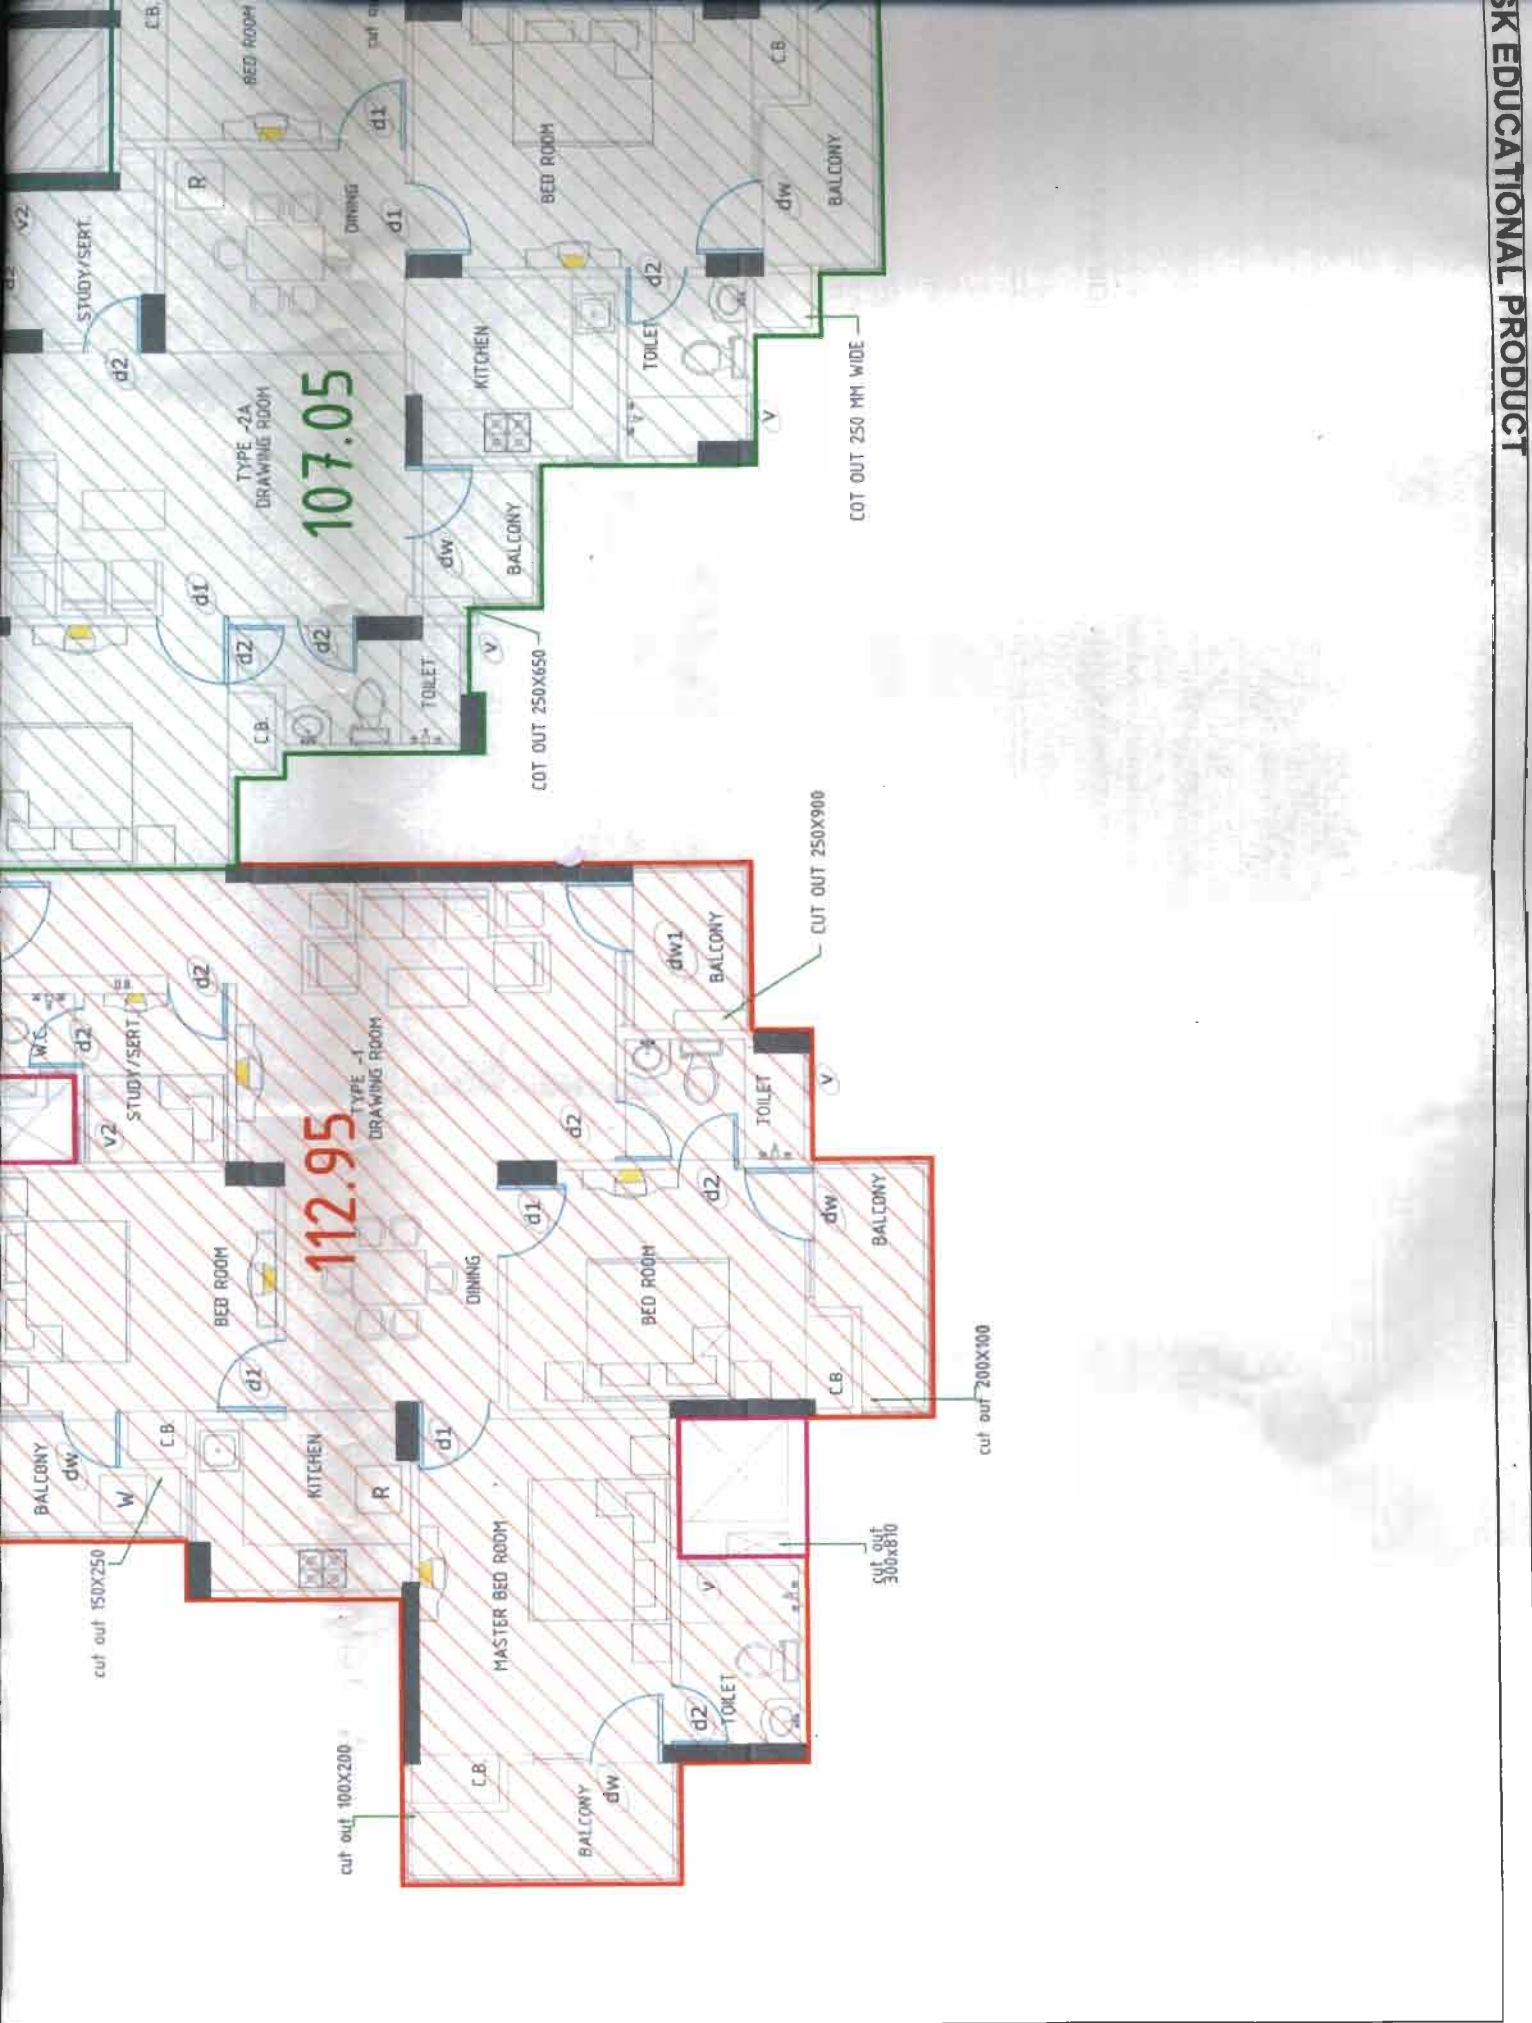 SK EDUCATIONAL PRODUCT
C.B.
BED ROOM
d1
R
DINING
d1
BED ROOM
C.B.
dw
BALCONY
v2
STUDY/SERT.
d2
TYPE -2A
DRAWING ROOM
107.05
KITCHEN
d2
TOILET
v
COT OUT 250 MM WIDE
dw
BALCONY
d1
d2
d2
C.B.
TOILET
v
COT OUT 250X650
CUT OUT 250X900
W.C.
d2
STUDY/SERT.
d2
v2
TYPE -1
DRAWING ROOM
112.95
dw1
BALCONY
d2
TOILET
v
d2
dw
BALCONY
BED ROOM
d1
DINING
d1
BED ROOM
C.B.
cut out 200X100
BALCONY
dw
C.B.
W
cut out 150X250
KITCHEN
R
d1
MASTER BED ROOM
v
cut out
300x810
d2
TOILET
C.B.
BALCONY
dw
cut out 100X200